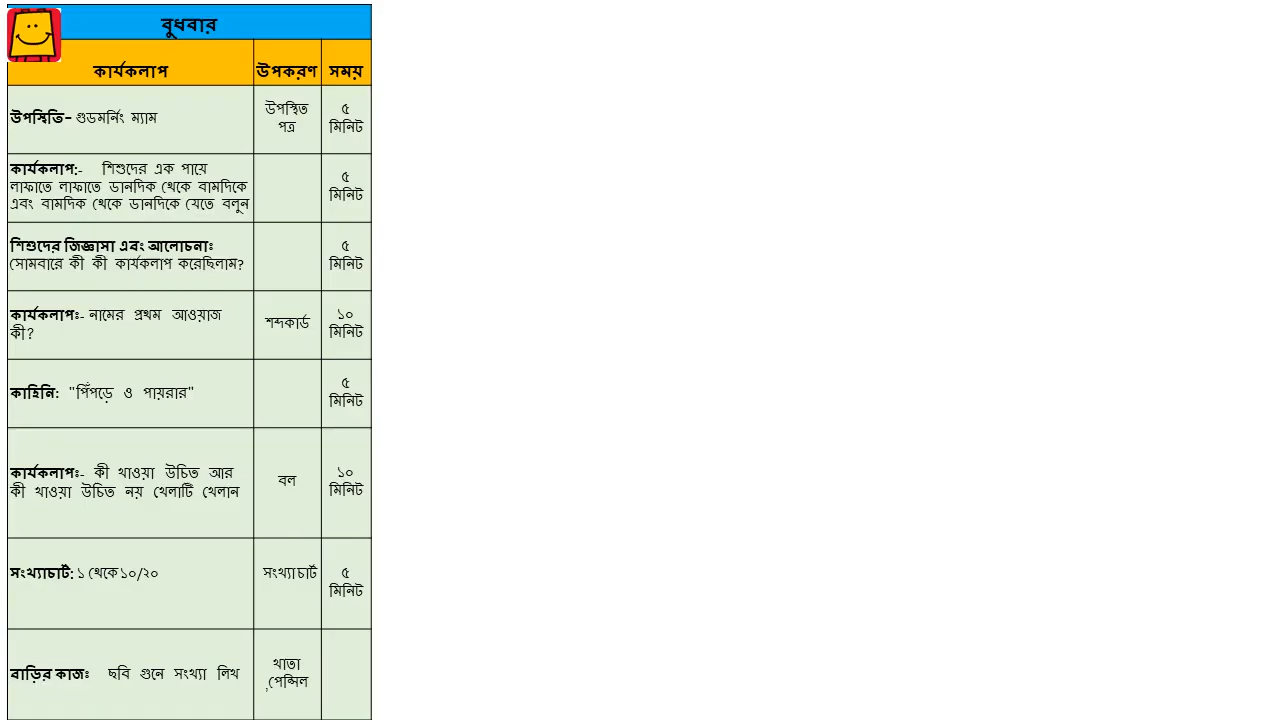 বুধবার
কার্যকলাপ
উপকরণ
সময়
উপস্থিতি- গুডমর্নিং ম্যাম
উপস্থিত
পত্র
৫
মিনিট
কার্যকলাপ:- শিশুদের এক পায়ে
লাফাতে লাফাতে ডানদিক থেকে বামদিকে
এবং বামদিক থেকে ডানদিকে যেতে বলুন
৫
মিনিট
শিশুদের জিজ্ঞাসা এবং আলোচনাঃ
সোমবারে কী কী কার্যকলাপ করেছিলাম?
৫
মিনিট
কার্যকলাপঃ- নামের প্রথম আওয়াজ
কী?
শব্দকার্ড
১০
মিনিট
কাহিনি: "পিঁপড়ে ও পায়রার"
৫
মিনিট
কার্যকলাপঃ- কী খাওয়া উচিত আর
কী খাওয়া উচিত নয় খেলাটি খেলান
বল
১০
মিনিট
সংখ্যাচার্ট: ১ থেকে ১০/২০
সংখ্যাচার্ট
৫
মিনিট
বাড়ির কাজঃ ছবি গুনে সংখ্যা লিখ
খাতা
,পেন্সিল